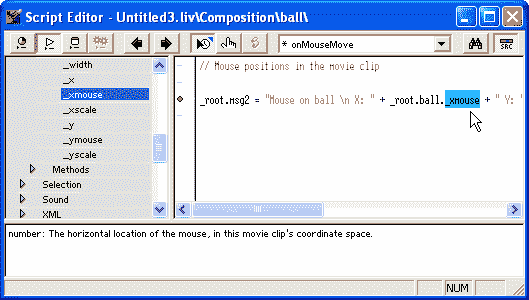 Script Editor - Untitled3.liv\Composition\ball\
* onMouseMove
SRC
_width
_x
_xmouse
_xscale
_y
_ymouse
_yscale
Methods
Selection
Sound
XML
// Mouse positions in the movie clip
_root.msg2 = "Mouse on ball \n X: " + _root.ball._xmouse + " Y: "
number: The horizontal location of the mouse, in this movie clip's coordinate space.
NUM